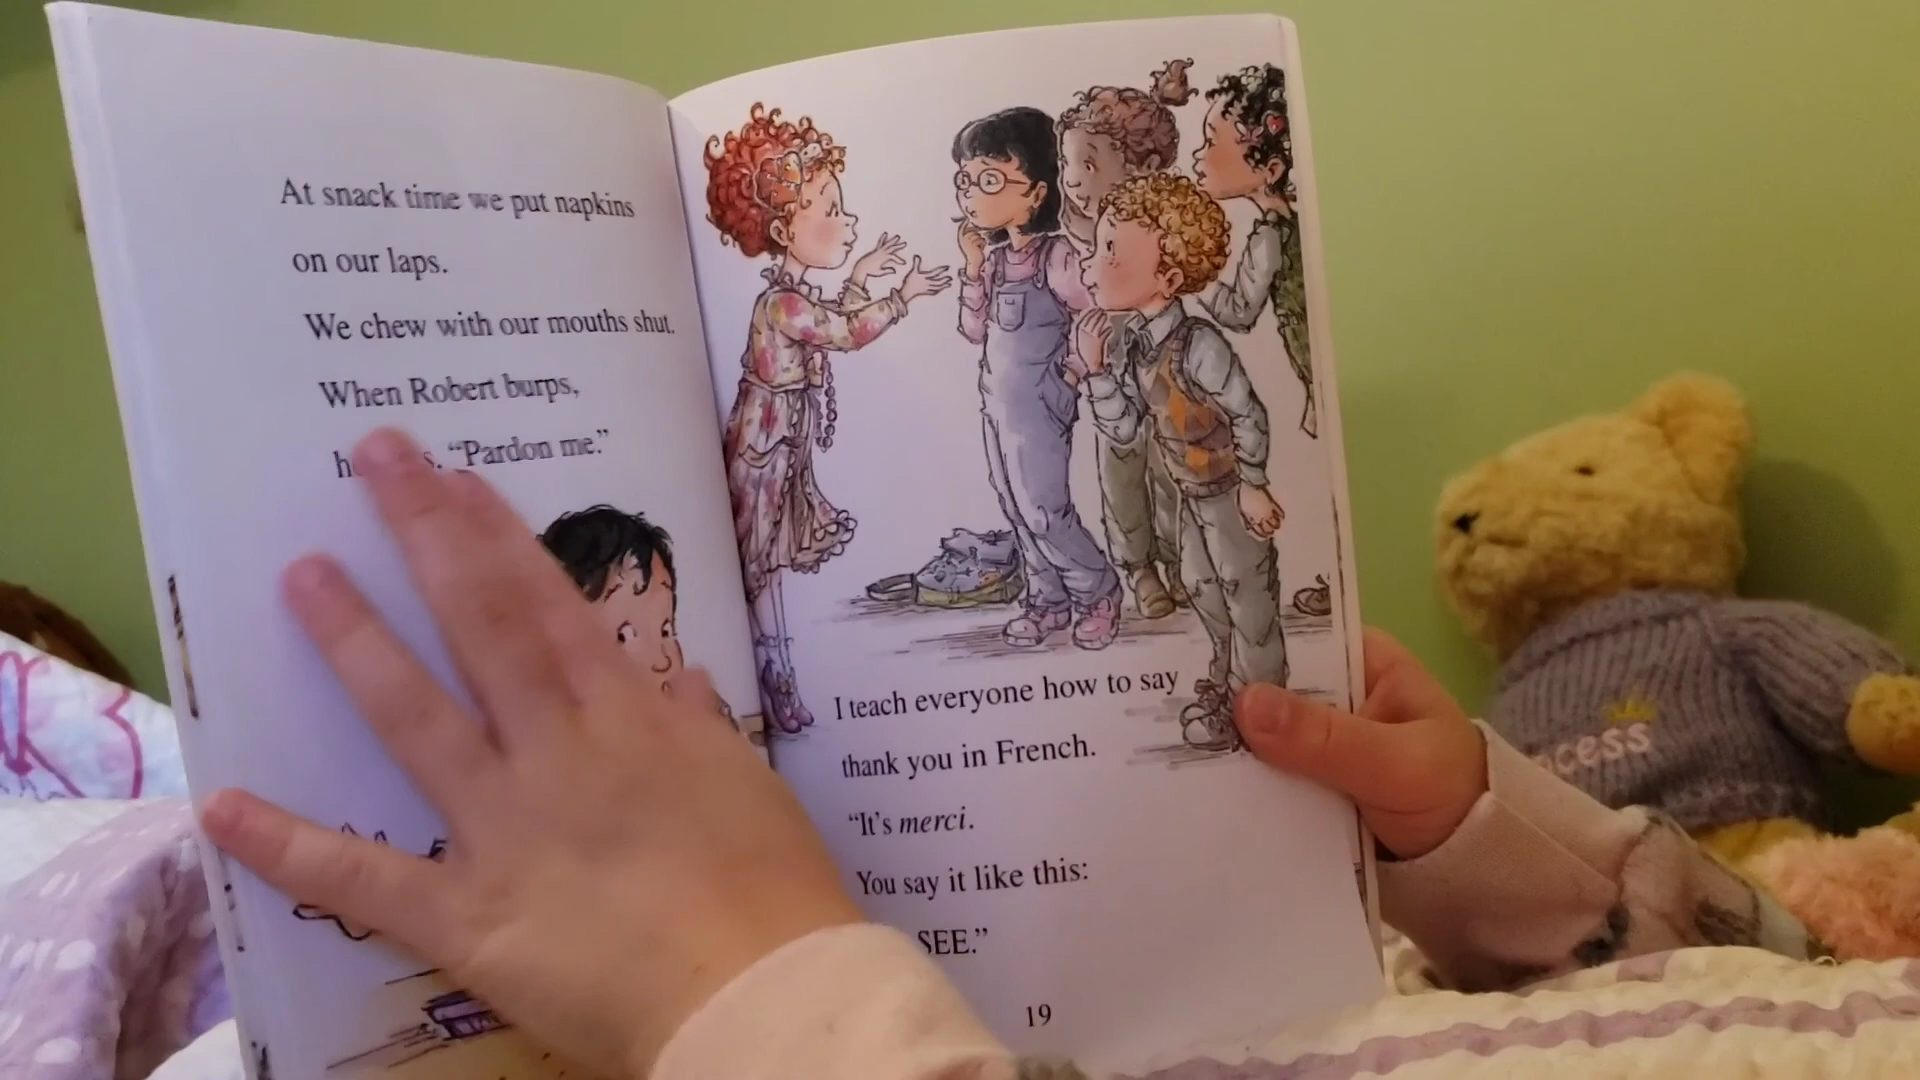 At snack time we put napkins
on our laps.
We chew with our mouths shut.
When Robert burps,
"Pardon me."
I teach everyone how to say
thank you in French.
"It's merci.
You say it like this:
SEE."
19